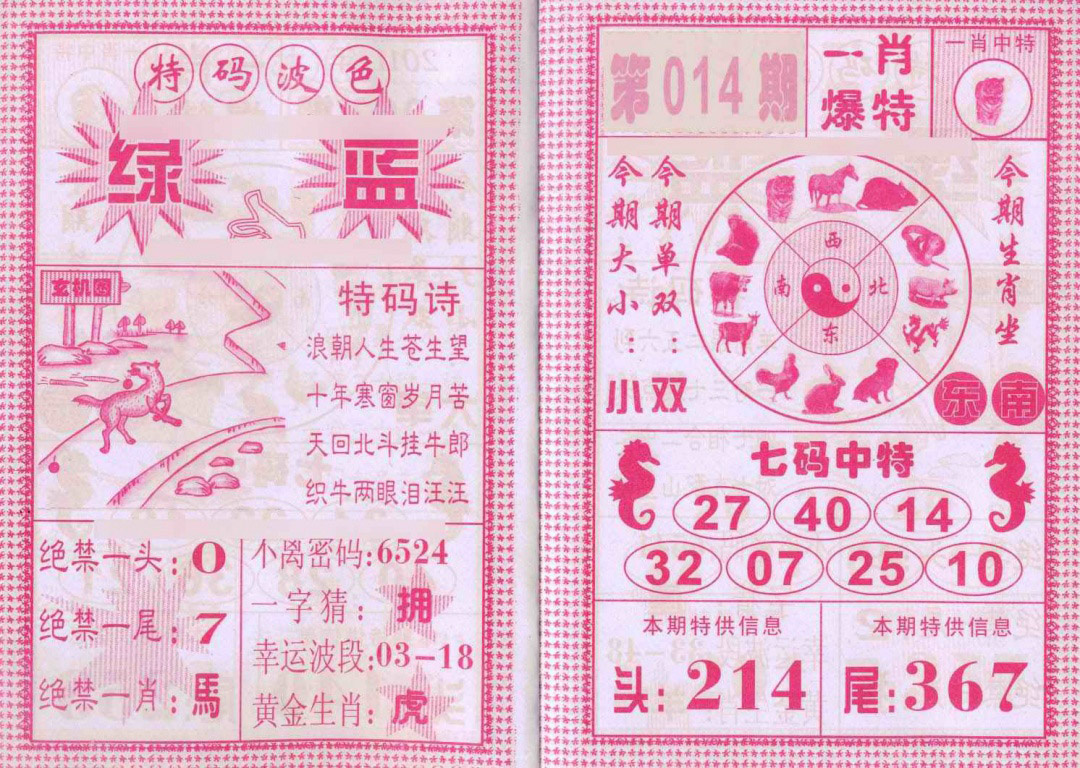 特码波色
绿 蓝
玄机图
特码诗
浪朝人生苍生望
十年寒窗岁月苦
天回北斗挂牛郎
织牛两眼泪汪汪
绝禁一头：0
绝禁一尾：7
绝禁一肖：馬
不离密码:6524
一字猜：拥
幸运波段:03-18
黄金生肖：虎
第014期
一肖
爆特
一肖中特
今期大小：小
今期单双：双
西
南 北
东
今期生肖坐
东南
七码中特
27 40 14
32 07 25 10
本期特供信息
头：214
本期特供信息
尾：367